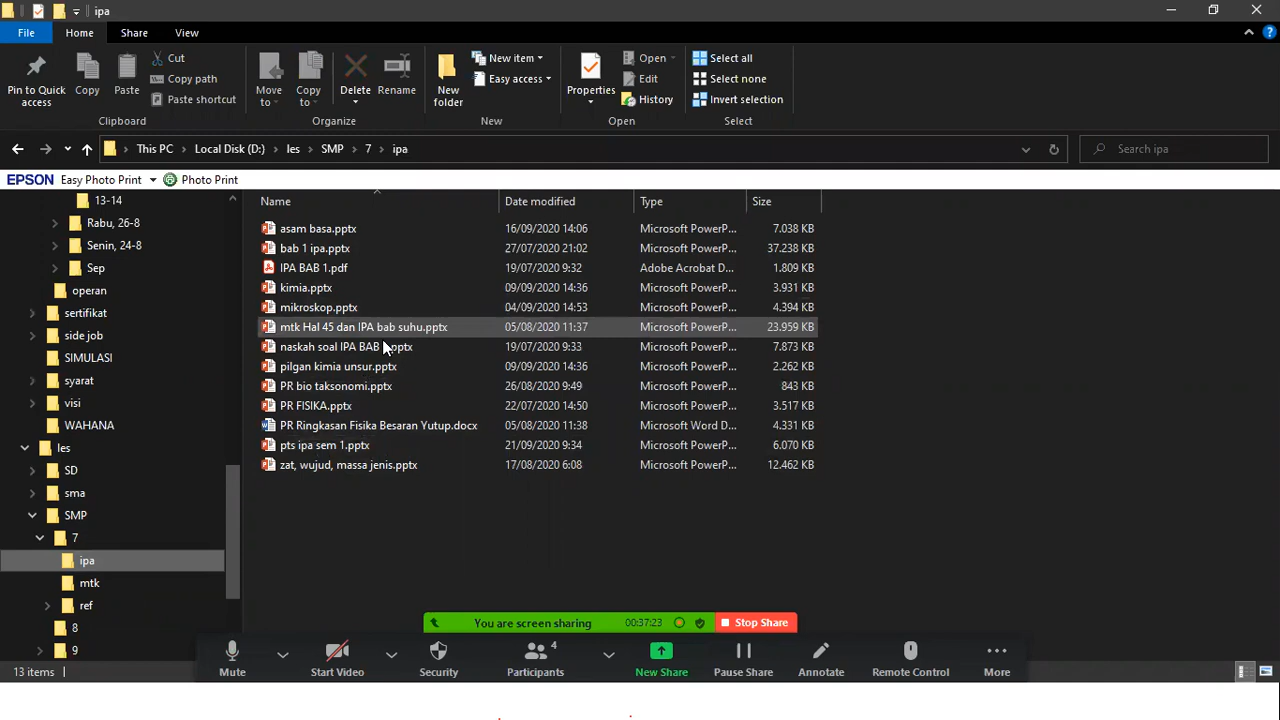 ipa
File Home Share View
Pin to Quick access
Copy
Paste
Cut
Copy path
Paste shortcut
Clipboard
Move to
Copy to
Delete
Rename
Organize
New folder
New item
Easy access
New
Properties
Open
Edit
History
Open
Select all
Select none
Invert selection
Select
This PC Local Disk (D:) les SMP 7 ipa
Search ipa
EPSON Easy Photo Print Photo Print
13-14
Rabu, 26-8
Senin, 24-8
Sep
operan
sertifikat
side job
SIMULASI
syarat
visi
WAHANA
les
SD
sma
SMP
7
ipa
mtk
ref
8
9
Name Date modified Type Size
asam basa.pptx 16/09/2020 14:06 Microsoft PowerP... 7.038 KB
bab 1 ipa.pptx 27/07/2020 21:02 Microsoft PowerP... 37.238 KB
IPA BAB 1.pdf 19/07/2020 9:32 Adobe Acrobat D... 1.809 KB
kimia.pptx 09/09/2020 14:36 Microsoft PowerP... 3.931 KB
mikroskop.pptx 04/09/2020 14:53 Microsoft PowerP... 4.394 KB
mtk Hal 45 dan IPA bab suhu.pptx 05/08/2020 11:37 Microsoft PowerP... 23.959 KB
naskah soal IPA BAB .pptx 19/07/2020 9:33 Microsoft PowerP... 7.873 KB
pilgan kimia unsur.pptx 09/09/2020 14:36 Microsoft PowerP... 2.262 KB
PR bio taksonomi.pptx 26/08/2020 9:49 Microsoft PowerP... 843 KB
PR FISIKA.pptx 22/07/2020 14:50 Microsoft PowerP... 3.517 KB
PR Ringkasan Fisika Besaran Yutup.docx 05/08/2020 11:38 Microsoft Word D... 4.331 KB
pts ipa sem 1.pptx 21/09/2020 9:34 Microsoft PowerP... 6.070 KB
zat, wujud, massa jenis.pptx 17/08/2020 6:08 Microsoft PowerP... 12.462 KB
You are screen sharing 00:37:23 Stop Share
Mute
Start Video
Security
4
Participants
New Share
Pause Share
Annotate
Remote Control
More
13 items